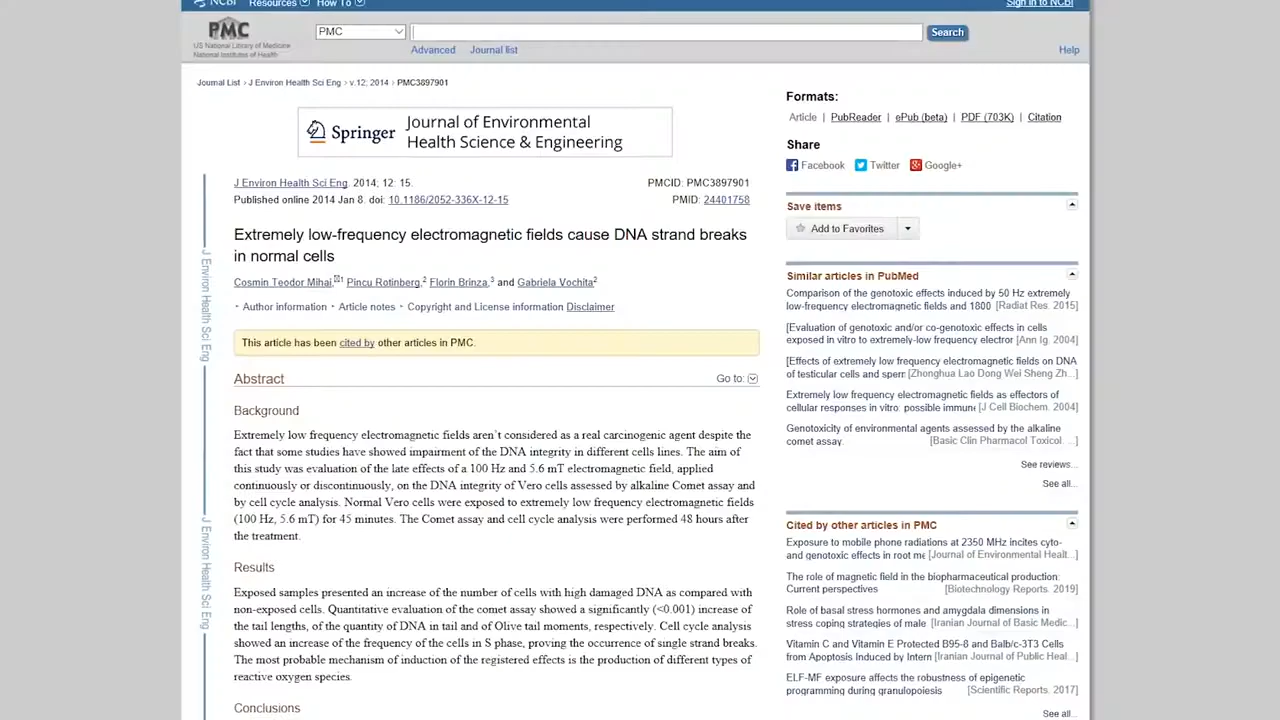 NCBI Resources How To Sign in to NCBI
PMC
US National Library of Medicine
National Institutes of Health
PMC
Search
Advanced Journal list
Help
Journal List > J Environ Health Sci Eng > v.12; 2014 > PMC3897901
Springer
Journal of Environmental
Health Science & Engineering
J Environ Health Sci Eng
J Environ Health Sci Eng
J Environ Health Sci Eng. 2014; 12: 15.
PMCID: PMC3897901
Published online 2014 Jan 8. doi: 10.1186/2052-336X-12-15
PMID: 24401758
Extremely low-frequency electromagnetic fields cause DNA strand breaks
in normal cells
Cosmin Teodor Mihai,1 Pincu Rotinberg,2 Florin Brinza,3 and Gabriela Vochita2
Author information Article notes Copyright and License information Disclaimer
This article has been cited by other articles in PMC.
Abstract
Go to:
Background
Extremely low frequency electromagnetic fields aren't considered as a real carcinogenic agent despite the
fact that some studies have showed impairment of the DNA integrity in different cells lines. The aim of
this study was evaluation of the late effects of a 100 Hz and 5.6 mT electromagnetic field, applied
continuously or discontinuously, on the DNA integrity of Vero cells assessed by alkaline Comet assay and
by cell cycle analysis. Normal Vero cells were exposed to extremely low frequency electromagnetic fields
(100 Hz, 5.6 mT) for 45 minutes. The Comet assay and cell cycle analysis were performed 48 hours after
the treatment.
Results
Exposed samples presented an increase of the number of cells with high damaged DNA as compared with
non-exposed cells. Quantitative evaluation of the comet assay showed a significantly (<0.001) increase of
the tail lengths, of the quantity of DNA in tail and of Olive tail moments, respectively. Cell cycle analysis
showed an increase of the frequency of the cells in S phase, proving the occurrence of single strand breaks.
The most probable mechanism of induction of the registered effects is the production of different types of
reactive oxygen species.
Conclusions
Formats:
Article | PubReader | ePub (beta) | PDF (703K) | Citation
Share
Facebook Twitter Google+
Save items
Add to Favorites
Similar articles in PubMed
Comparison of the genotoxic effects induced by 50 Hz extremely
low-frequency electromagnetic fields and 1800 [Radiat Res. 2015]
[Evaluation of genotoxic and/or co-genotoxic effects in cells
exposed in vitro to extremely-low frequency electror [Ann Ig. 2004]
[Effects of extremely low frequency electromagnetic fields on DNA
of testicular cells and sperr [Zhonghua Lao Dong Wei Sheng Zh...]
Extremely low frequency electromagnetic fields as effectors of
cellular responses in vitro: possible immune [J Cell Biochem. 2004]
Genotoxicity of environmental agents assessed by the alkaline
comet assay. [Basic Clin Pharmacol Toxicol. ...]
See reviews...
See all...
Cited by other articles in PMC
Exposure to mobile phone radiations at 2350 MHz incites cyto-
and genotoxic effects in root me [Journal of Environmental Healt...]
The role of magnetic field in the biopharmaceutical production:
Current perspectives [Biotechnology Reports. 2019]
Role of basal stress hormones and amygdala dimensions in
stress coping strategies of male [Iranian Journal of Basic Medic...]
Vitamin C and Vitamin E Protected B95-8 and Balb/c-3T3 Cells
from Apoptosis Induced by Intern [Iranian Journal of Public Heal...]
ELF-MF exposure affects the robustness of epigenetic
programming during granulopoiesis [Scientific Reports. 2017]
See all...